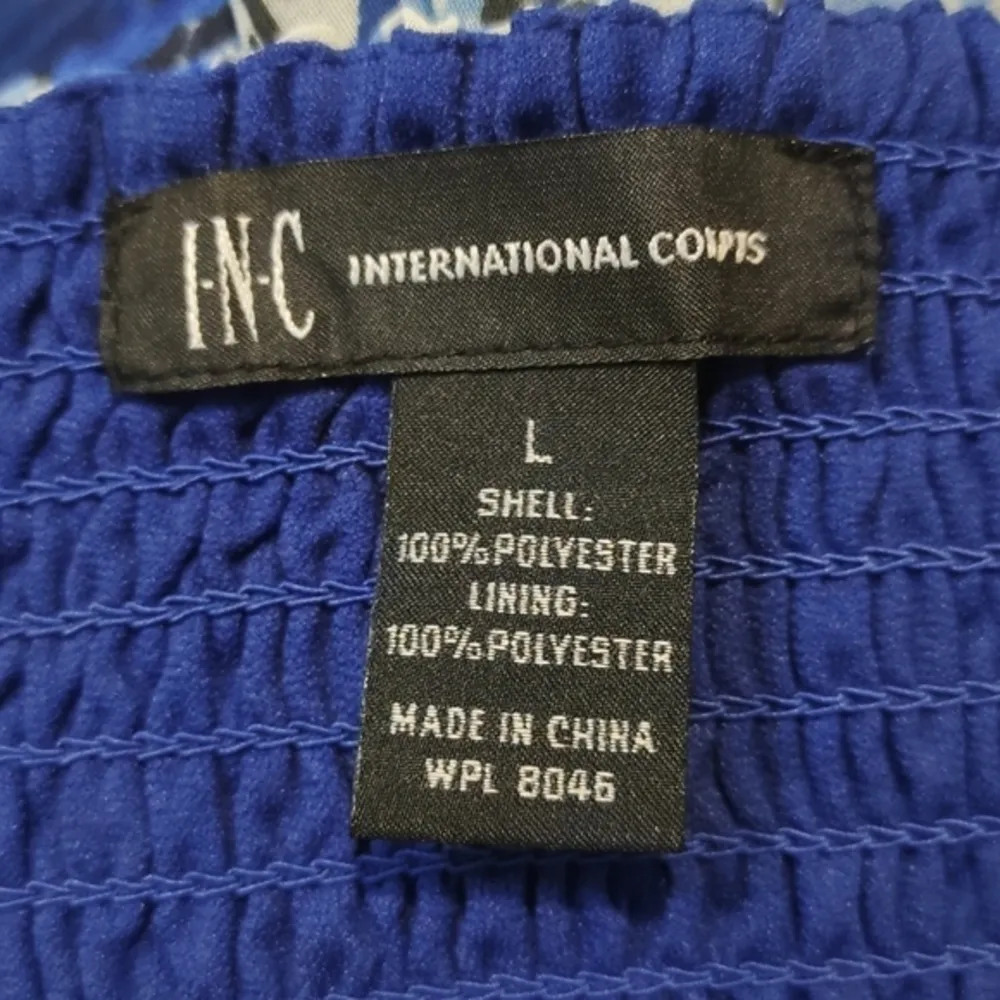 I·N·C INTERNATIONAL CONCEPTS
L
SHELL:
100% POLYESTER
LINING:
100% POLYESTER
MADE IN CHINA
WPL 8046